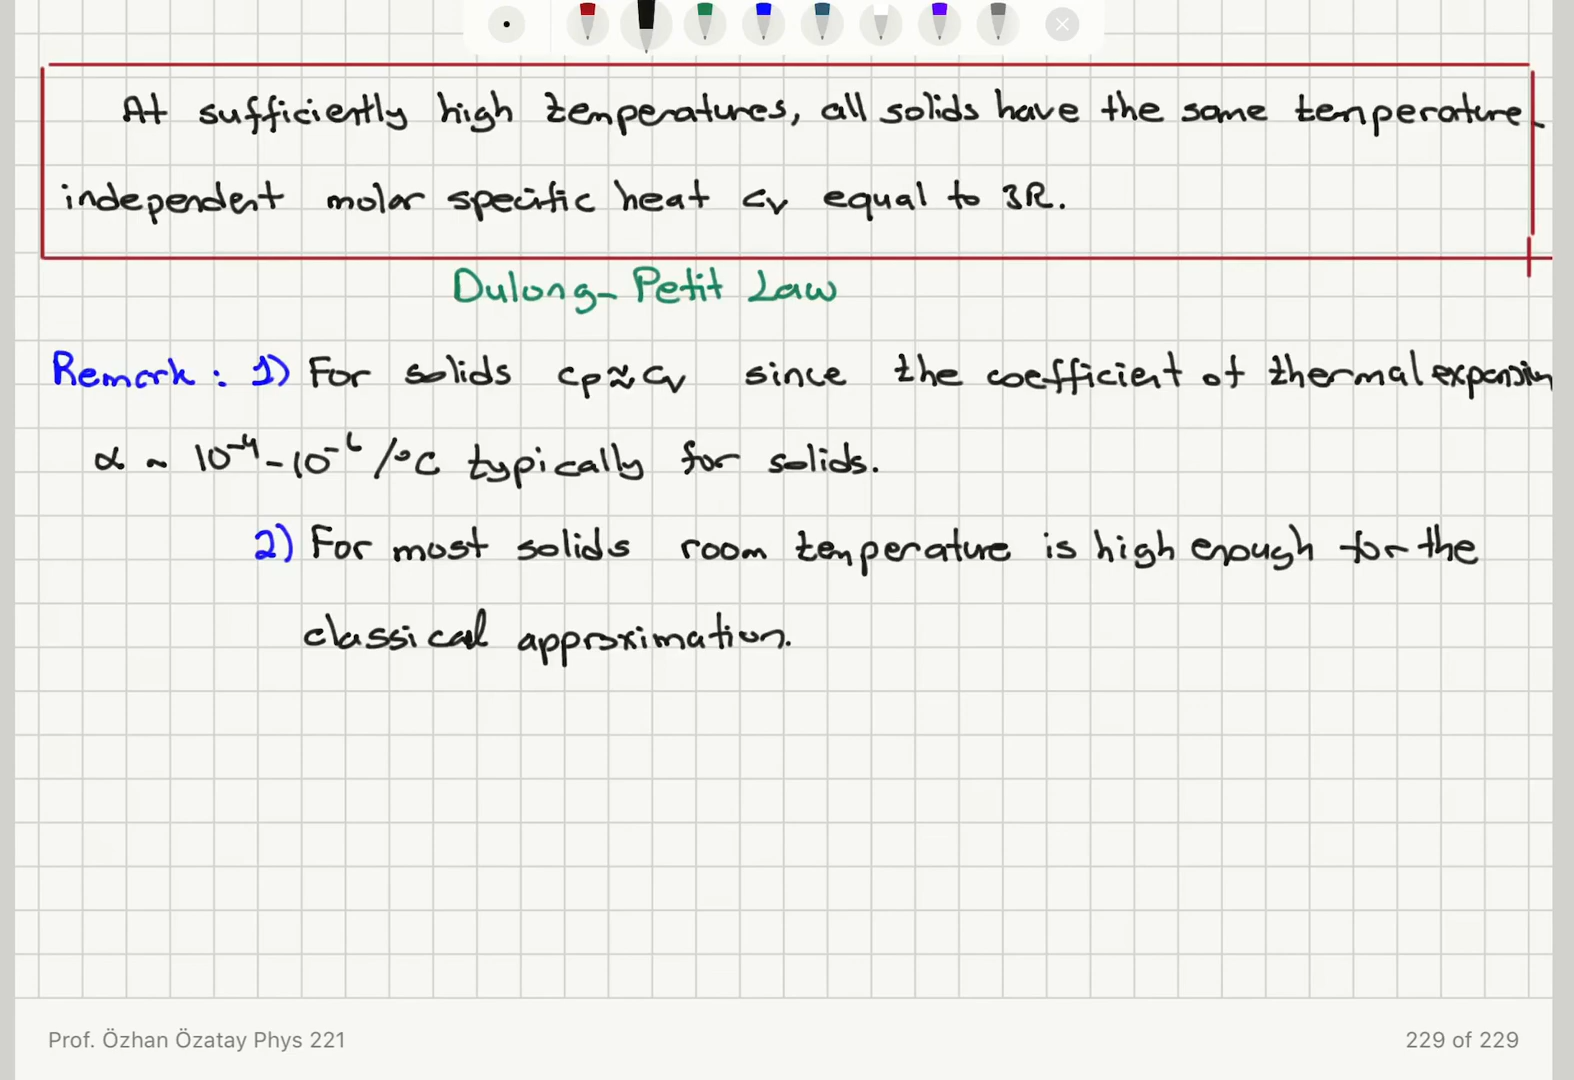 At sufficiently high temperatures, all solids have the same temperature-
independent molar specific heat cv equal to 3R.
Dulong-Petit Law
Remark: 1) For solids cp≈cv since the coefficient of thermal expansion
α ~ 10⁻⁴-10⁻⁶ /°C typically for solids.
2) For most solids room temperature is high enough for the
classical approximation.
Prof. Özhan Özatay Phys 221
229 of 229